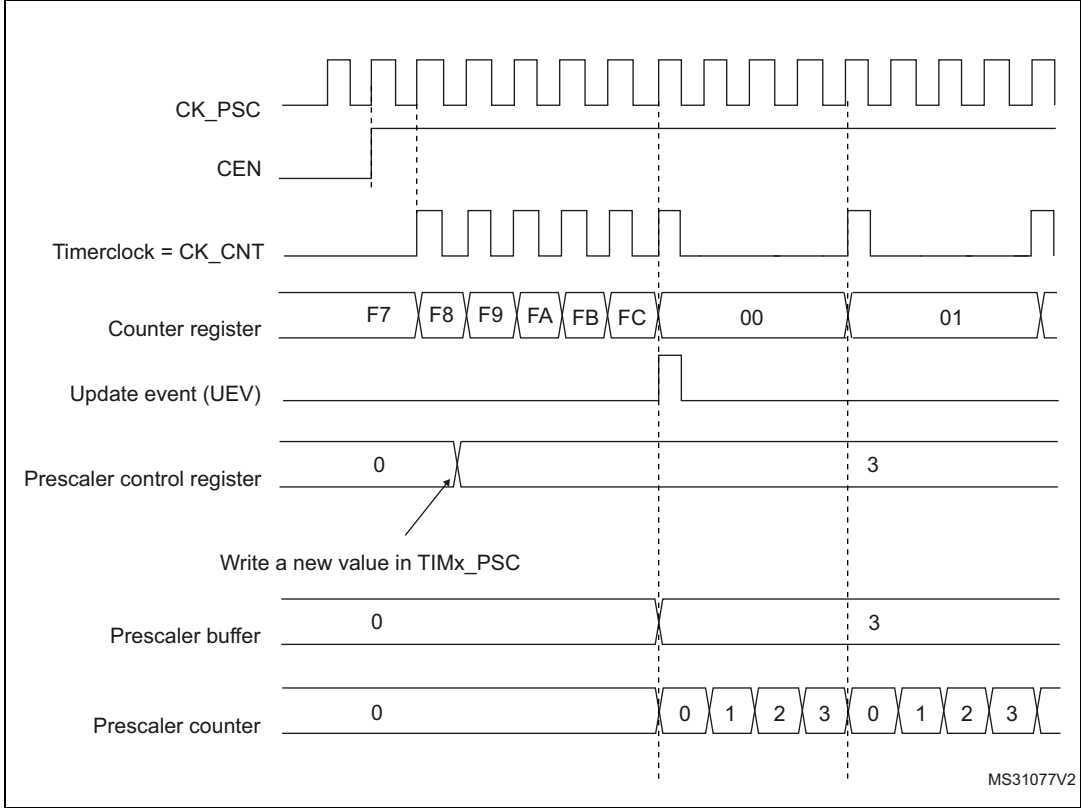 CK_PSC
CEN
Timerclock = CK_CNT
Counter register F7 F8 F9 FA FB FC 00 01
Update event (UEV)
Prescaler control register 0 3
Write a new value in TIMx_PSC
Prescaler buffer 0 3
Prescaler counter 0 0 1 2 3 0 1 2 3
MS31077V2